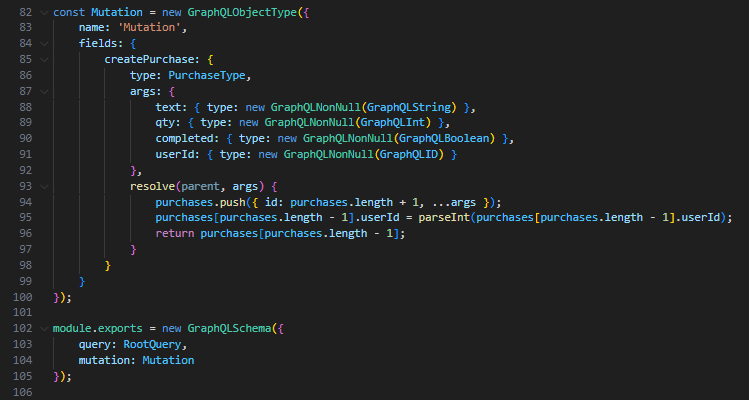 82 const Mutation = new GraphQLObjectType({
83     name: 'Mutation',
84     fields: {
85         createPurchase: {
86             type: PurchaseType,
87             args: {
88                 text: { type: new GraphQLNonNull(GraphQLString) },
89                 qty: { type: new GraphQLNonNull(GraphQLInt) },
90                 completed: { type: new GraphQLNonNull(GraphQLBoolean) },
91                 userId: { type: new GraphQLNonNull(GraphQLID) }
92             },
93             resolve(parent, args) {
94                 purchases.push({ id: purchases.length + 1, ...args });
95                 purchases[purchases.length - 1].userId = parseInt(purchases[purchases.length - 1].userId);
96                 return purchases[purchases.length - 1];
97             }
98         }
99     }
100 });
101
102 module.exports = new GraphQLSchema({
103     query: RootQuery,
104     mutation: Mutation
105 });
106